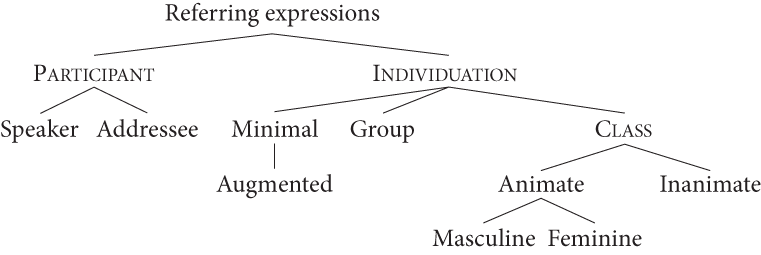 Referring expressions
PARTICIPANT INDIVIDUATION
Speaker Addressee Minimal Group CLASS
Augmented Animate Inanimate
Masculine Feminine